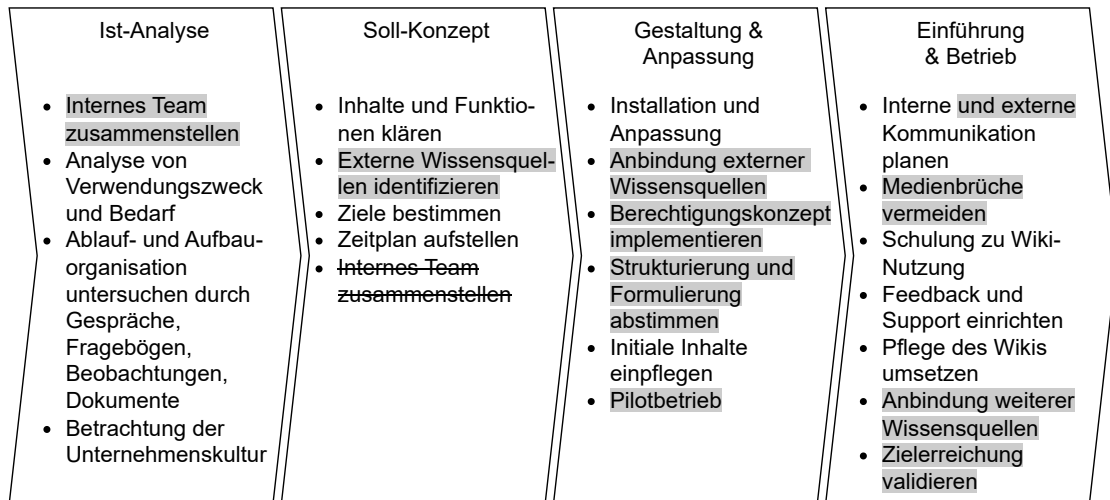 Ist-Analyse
• Internes Team
zusammenstellen
• Analyse von
Verwendungszweck
und Bedarf
• Ablauf- und Aufbau-
organisation
untersuchen durch
Gespräche,
Fragebögen,
Beobachtungen,
Dokumente
• Betrachtung der
Unternehmenskultur
Soll-Konzept
• Inhalte und Funktio-
nen klären
• Externe Wissensquel-
len identifizieren
• Ziele bestimmen
• Zeitplan aufstellen
• Internes Team
zusammenstellen
Gestaltung &
Anpassung
• Installation und
Anpassung
• Anbindung externer
Wissensquellen
• Berechtigungskonzept
implementieren
• Strukturierung und
Formulierung
abstimmen
• Initiale Inhalte
einpflegen
• Pilotbetrieb
Einführung
& Betrieb
• Interne und externe
Kommunikation
planen
• Medienbrüche
vermeiden
• Schulung zu Wiki-
Nutzung
• Feedback und
Support einrichten
• Pflege des Wikis
umsetzen
• Anbindung weiterer
Wissensquellen
• Zielerreichung
validieren